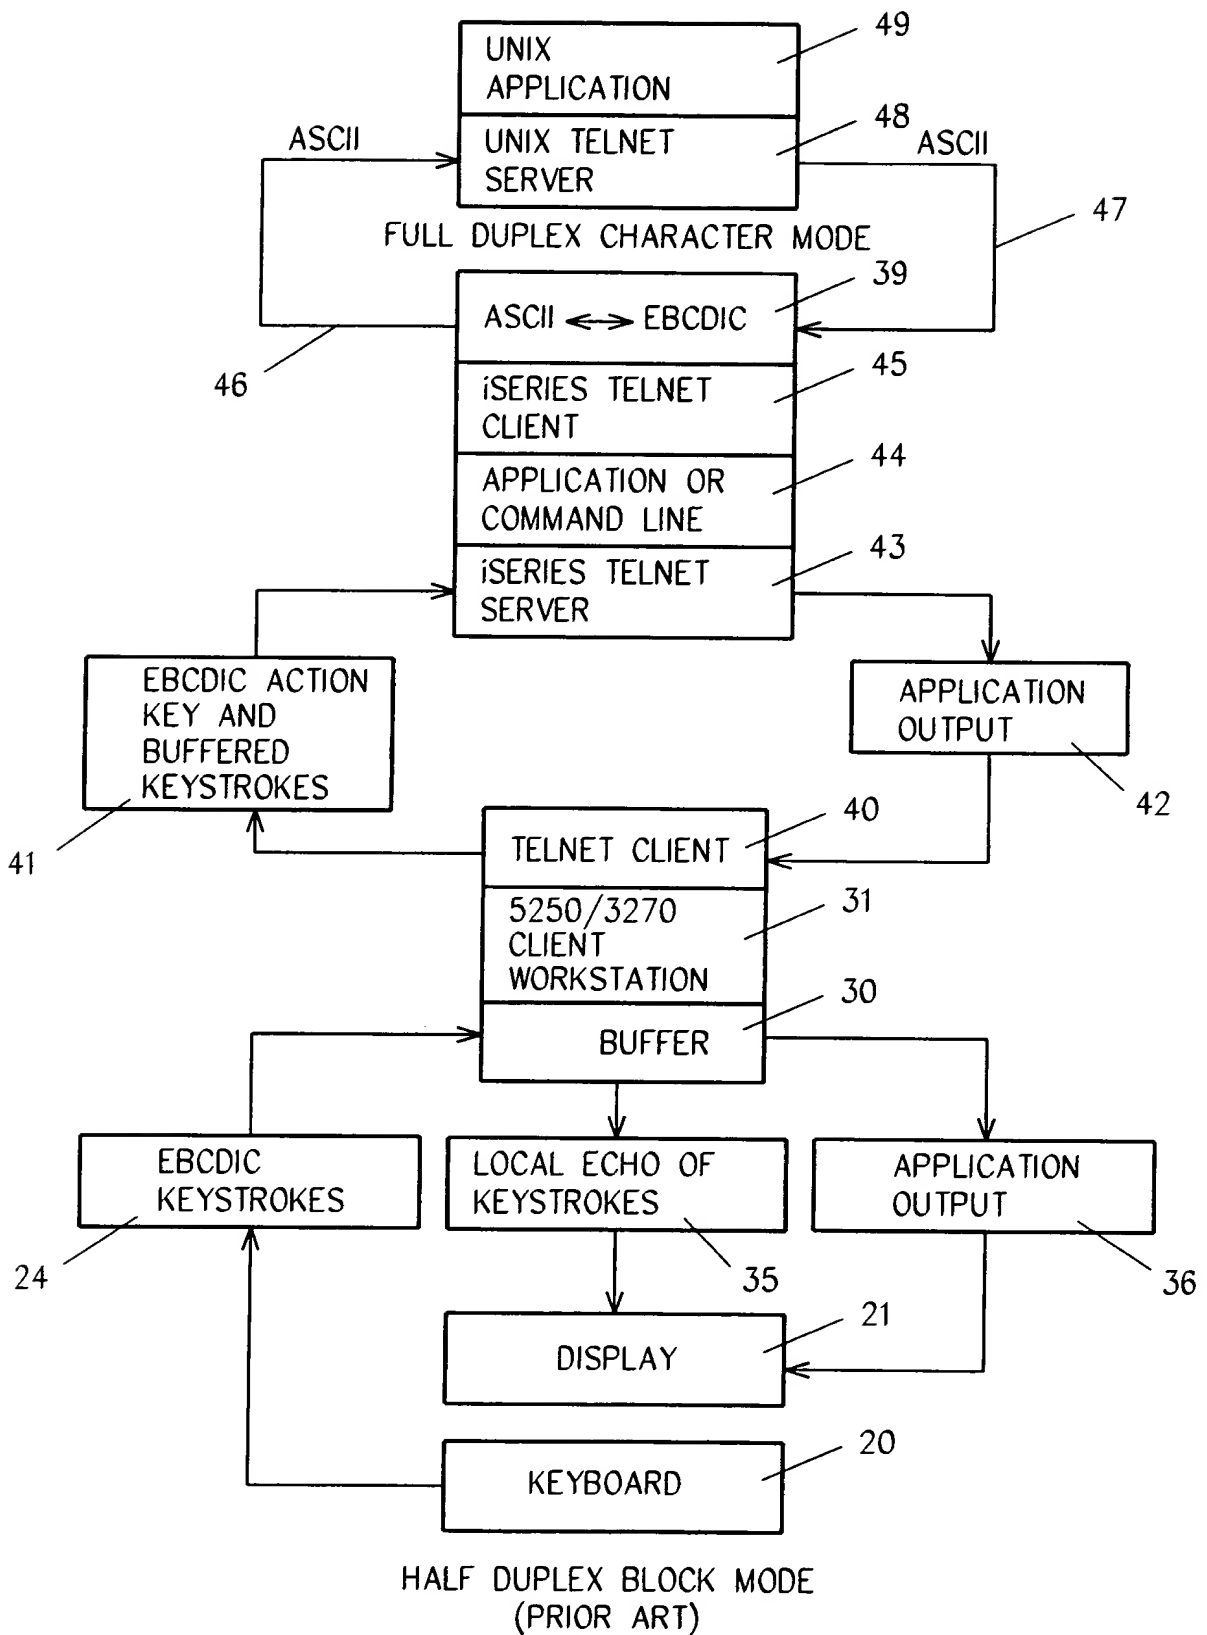 49
UNIX
APPLICATION
48
ASCII
UNIX TELNET
SERVER
ASCII
47
FULL DUPLEX CHARACTER MODE
39
ASCII ↔ EBCDIC
46
45
iSERIES TELNET
CLIENT
44
APPLICATION OR
COMMAND LINE
43
iSERIES TELNET
SERVER
EBCDIC ACTION
KEY AND
BUFFERED
KEYSTROKES
41
APPLICATION
OUTPUT
42
40
TELNET CLIENT
31
5250/3270
CLIENT
WORKSTATION
30
BUFFER
EBCDIC
KEYSTROKES
24
LOCAL ECHO OF
KEYSTROKES
35
APPLICATION
OUTPUT
36
21
DISPLAY
20
KEYBOARD
HALF DUPLEX BLOCK MODE
(PRIOR ART)